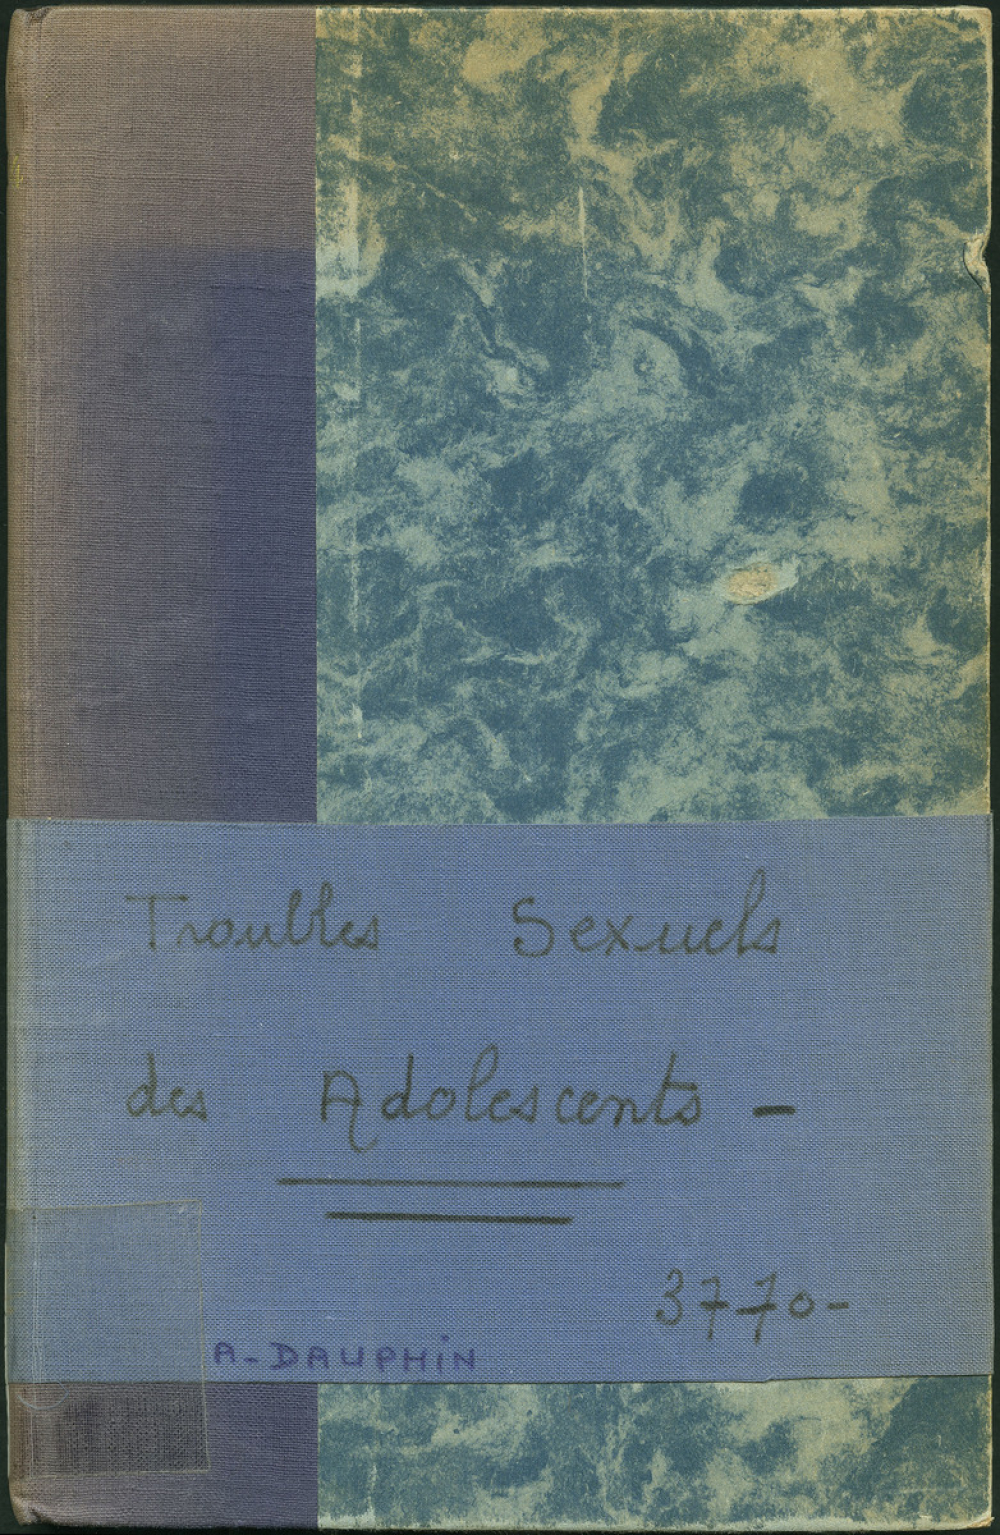 Troubles Sexuels
des Adolescents -
3770-
A-DAUPHIN